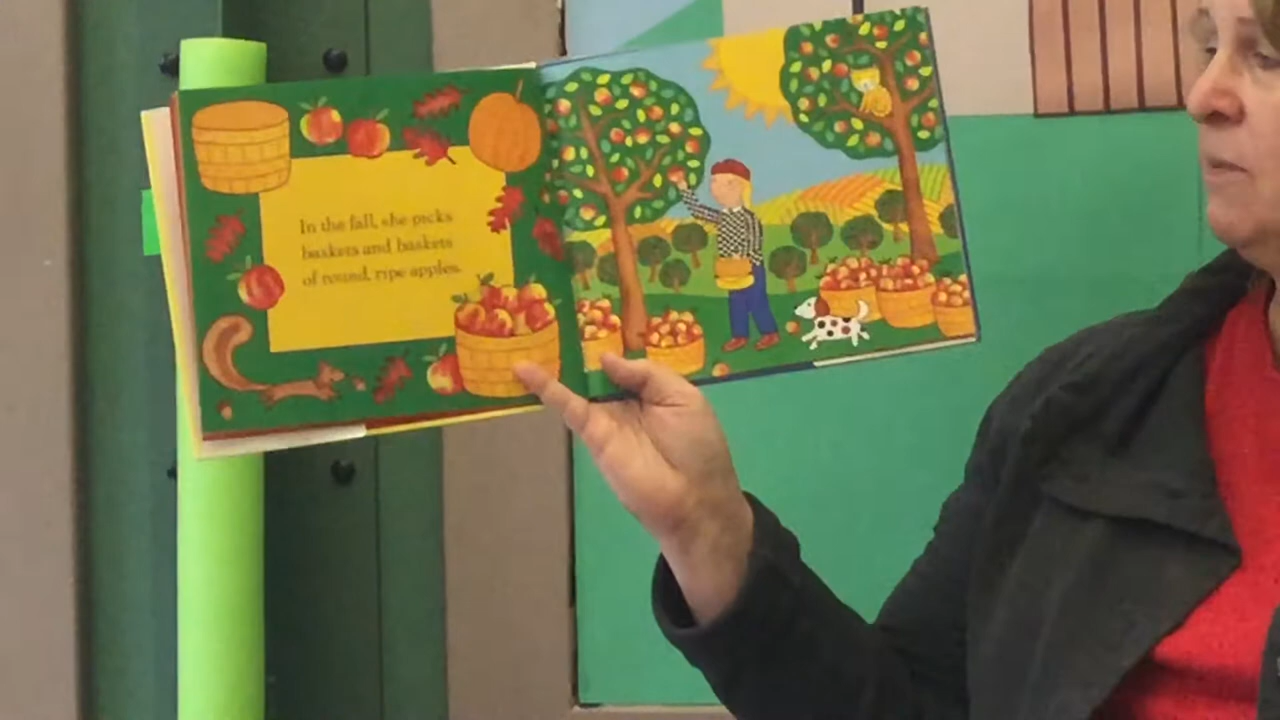 In the fall, she picks
baskets and baskets
of round, ripe apples.